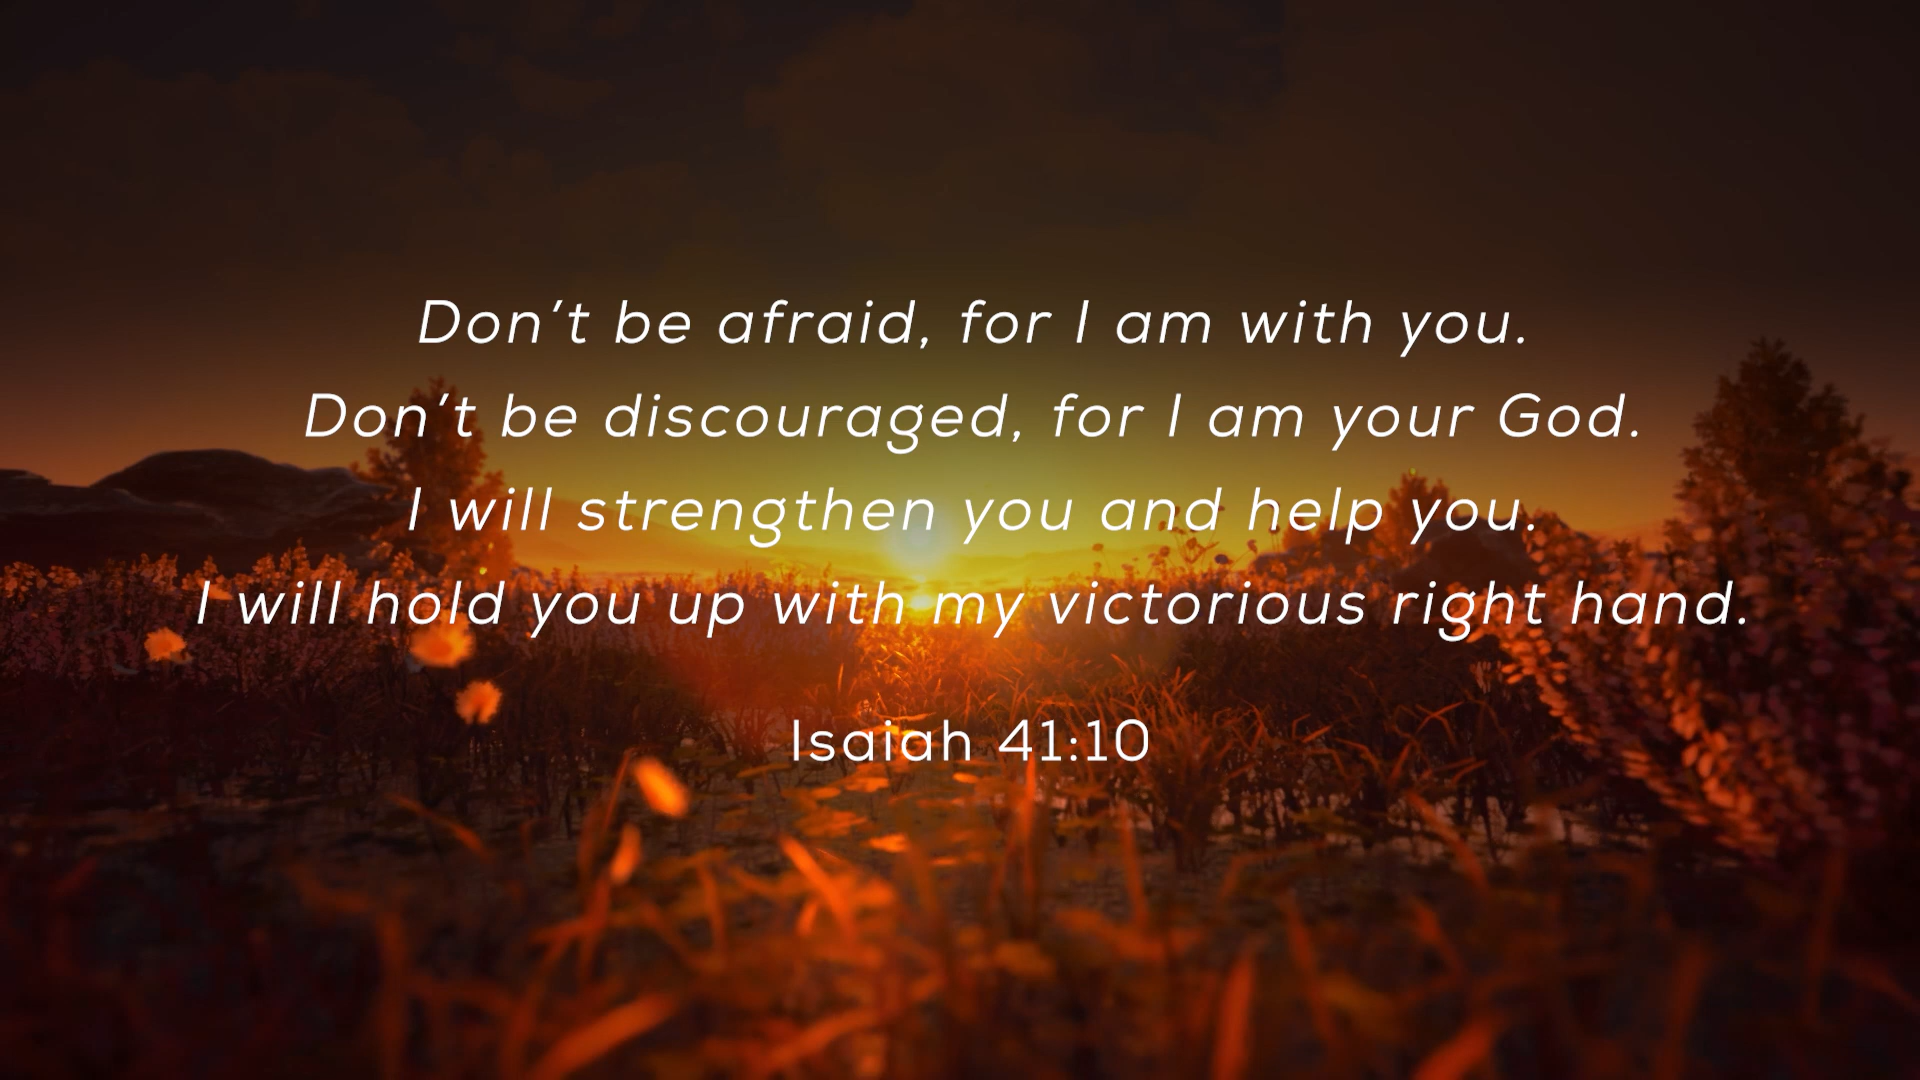 Don’t be afraid, for I am with you.
Don’t be discouraged, for I am your God.
I will strengthen you and help you.
I will hold you up with my victorious right hand.
Isaiah 41:10